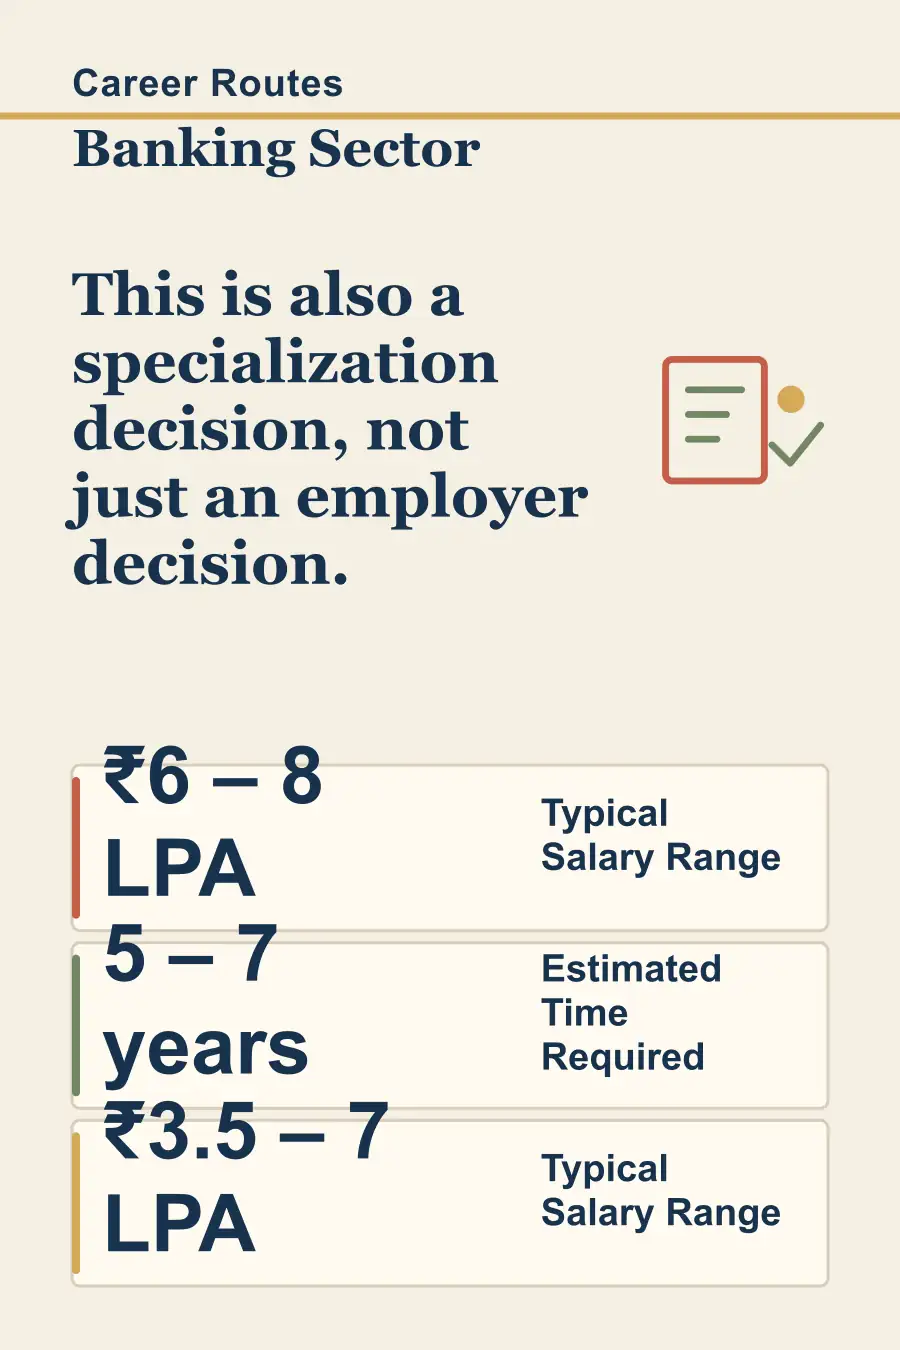 Career Routes
Banking Sector
This is also a
specialization
decision, not
just an employer
decision.
₹6 – 8
LPA
Typical
Salary Range
5 – 7
years
Estimated
Time
Required
₹3.5 – 7
LPA
Typical
Salary Range